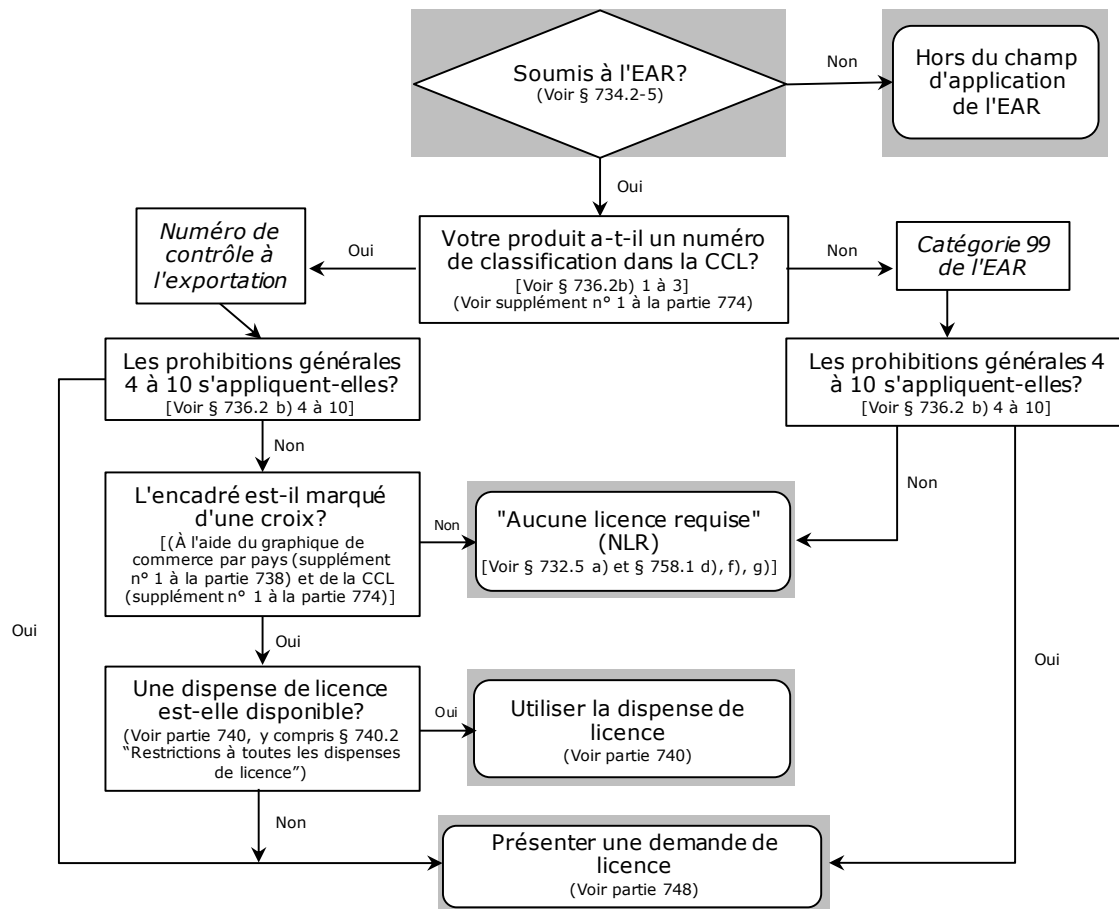 Soumis à l'EAR?
(Voir § 734.2-5)
Non
Hors du champ
d'application
de l'EAR
Oui
Numéro de
contrôle à
l'exportation
Oui
Votre produit a-t-il un numéro
de classification dans la CCL?
[Voir § 736.2b) 1 à 3]
(Voir supplément n° 1 à la partie 774)
Non
Catégorie 99
de l'EAR
Les prohibitions générales
4 à 10 s'appliquent-elles?
[Voir § 736.2 b) 4 à 10]
Les prohibitions générales 4
à 10 s'appliquent-elles?
[Voir § 736.2 b) 4 à 10]
Non
Non
L'encadré est-il marqué
d'une croix?
[(À l'aide du graphique de
commerce par pays (supplément
n° 1 à la partie 738) et de la CCL
(supplément n° 1 à la partie 774)]
Non
"Aucune licence requise"
(NLR)
[Voir § 732.5 a) et § 758.1 d), f), g)]
Oui
Oui
Oui
Une dispense de licence
est-elle disponible?
(Voir partie 740, y compris § 740.2
“Restrictions à toutes les dispenses
de licence”)
Oui
Utiliser la dispense de
licence
(Voir partie 740)
Non
Présenter une demande de
licence
(Voir partie 748)